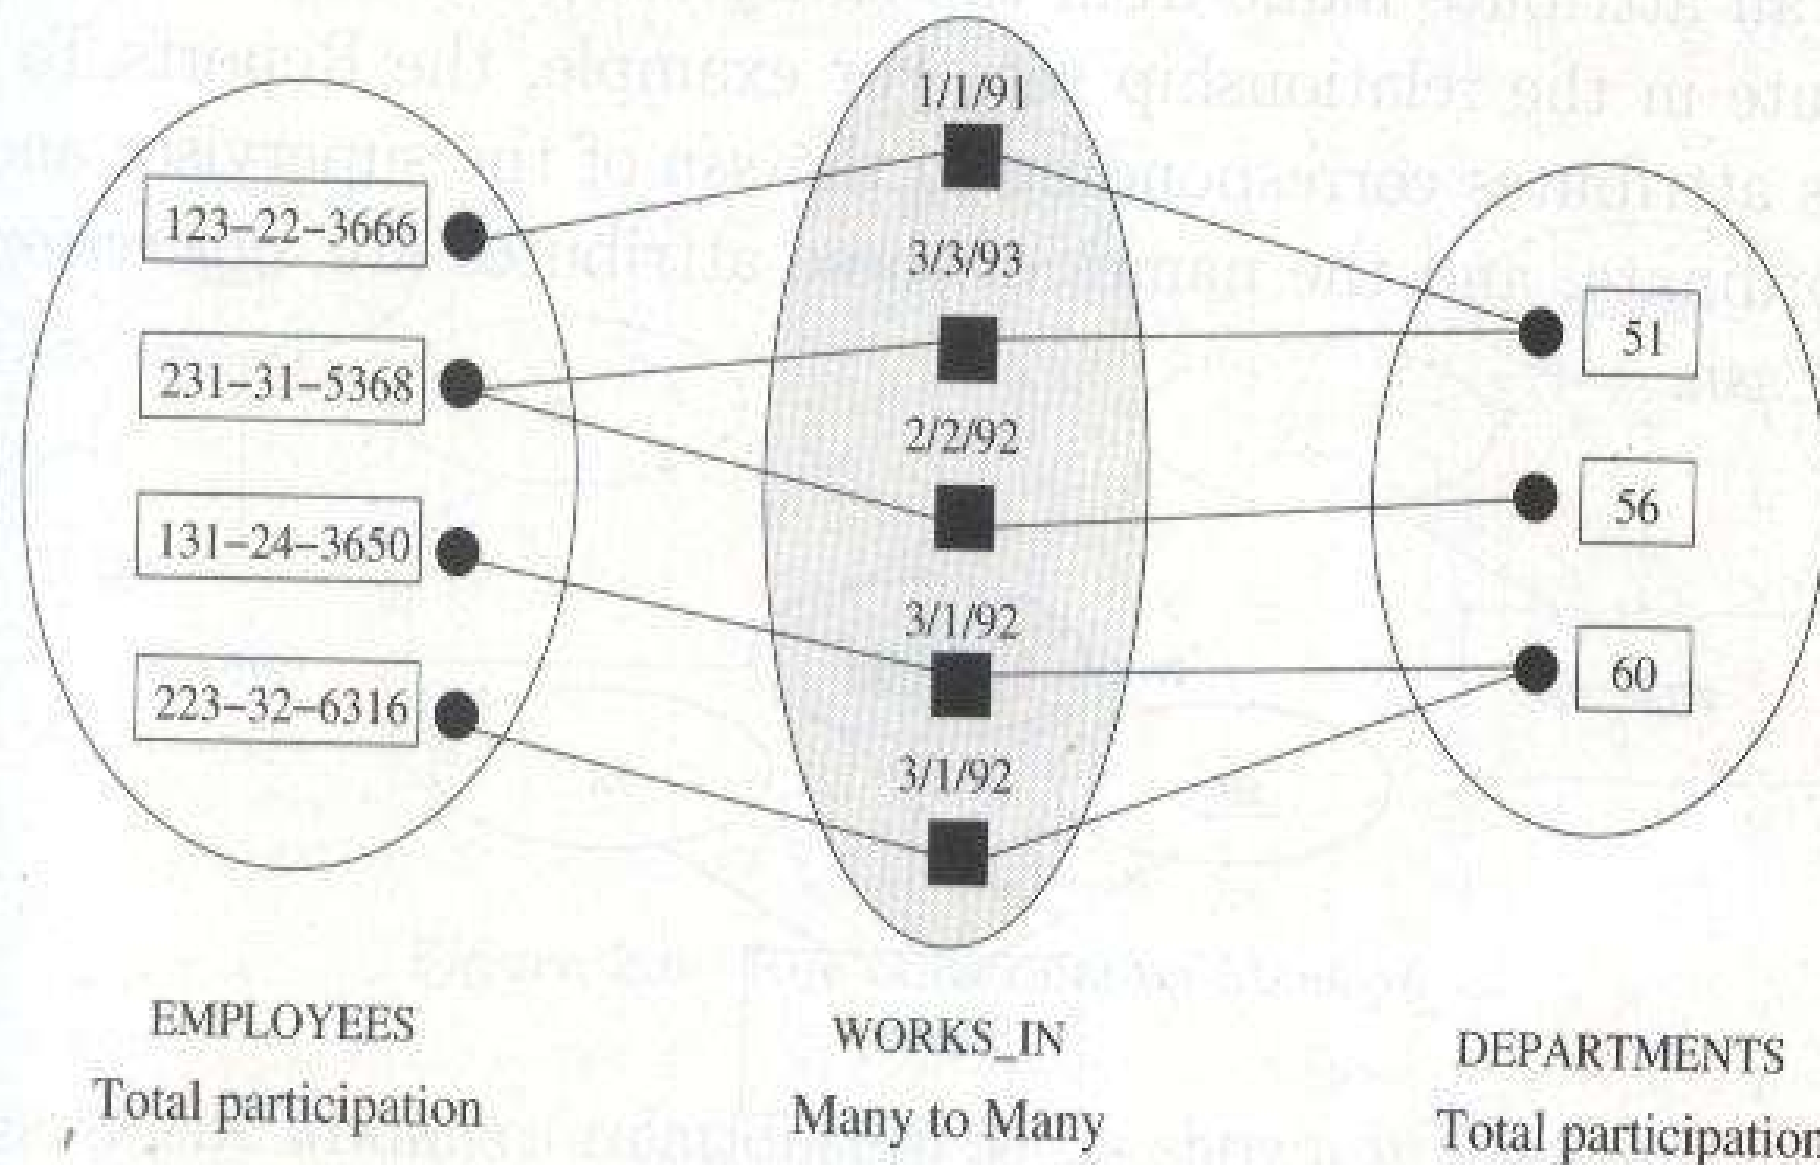 1/1/91
123-22-3666
3/3/93
51
231-31-5368
2/2/92
56
131-24-3650
3/1/92
60
223-32-6316
3/1/92
EMPLOYEES
Total participation
WORKS_IN
Many to Many
DEPARTMENTS
Total participation